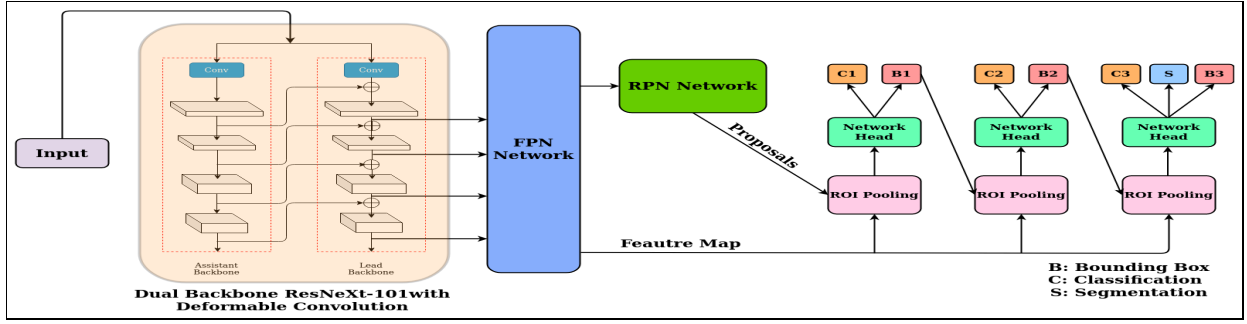 Input
Conv
Conv
Assistant
Backbone
Lead
Backbone
Dual Backbone ResNeXt-101with
Deformable Convolution
FPN
Network
RPN Network
Proposals
Feautre Map
C1
B1
Network
Head
ROI Pooling
C2
B2
Network
Head
ROI Pooling
C3
S
B3
Network
Head
ROI Pooling
B: Bounding Box
C: Classification
S: Segmentation